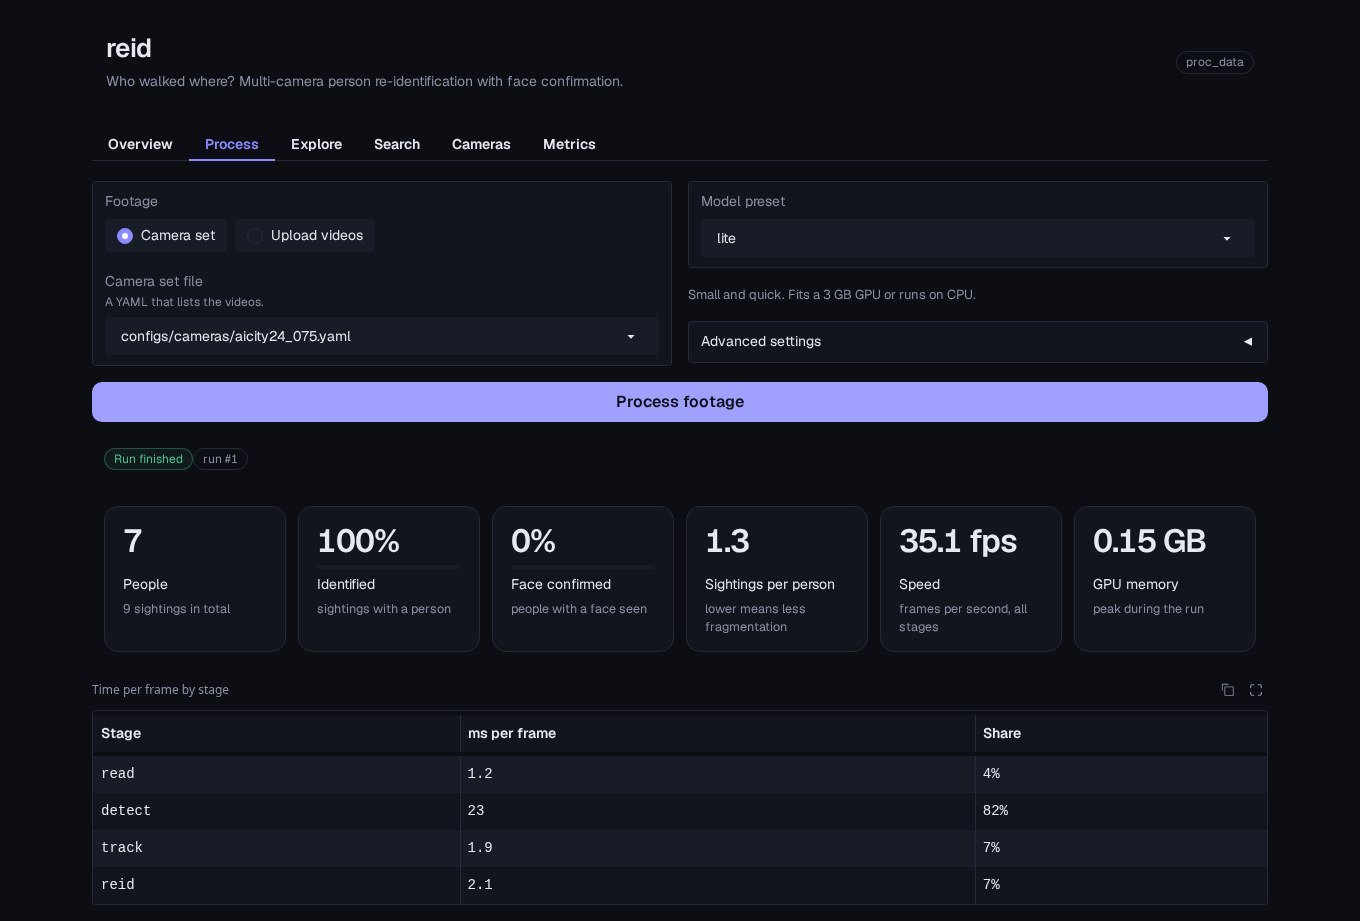 reid
Who walked where? Multi-camera person re-identification with face confirmation.
proc_data
Overview Process Explore Search Cameras Metrics
Footage
Camera set Upload videos
Camera set file
A YAML that lists the videos.
configs/cameras/aicity24_075.yaml
Model preset
lite
Small and quick. Fits a 3 GB GPU or runs on CPU.
Advanced settings
Process footage
Run finished run #1
7
People
9 sightings in total
100%
Identified
sightings with a person
0%
Face confirmed
people with a face seen
1.3
Sightings per person
lower means less
fragmentation
35.1 fps
Speed
frames per second, all
stages
0.15 GB
GPU memory
peak during the run
Time per frame by stage
Stage ms per frame Share
read 1.2 4%
detect 23 82%
track 1.9 7%
reid 2.1 7%